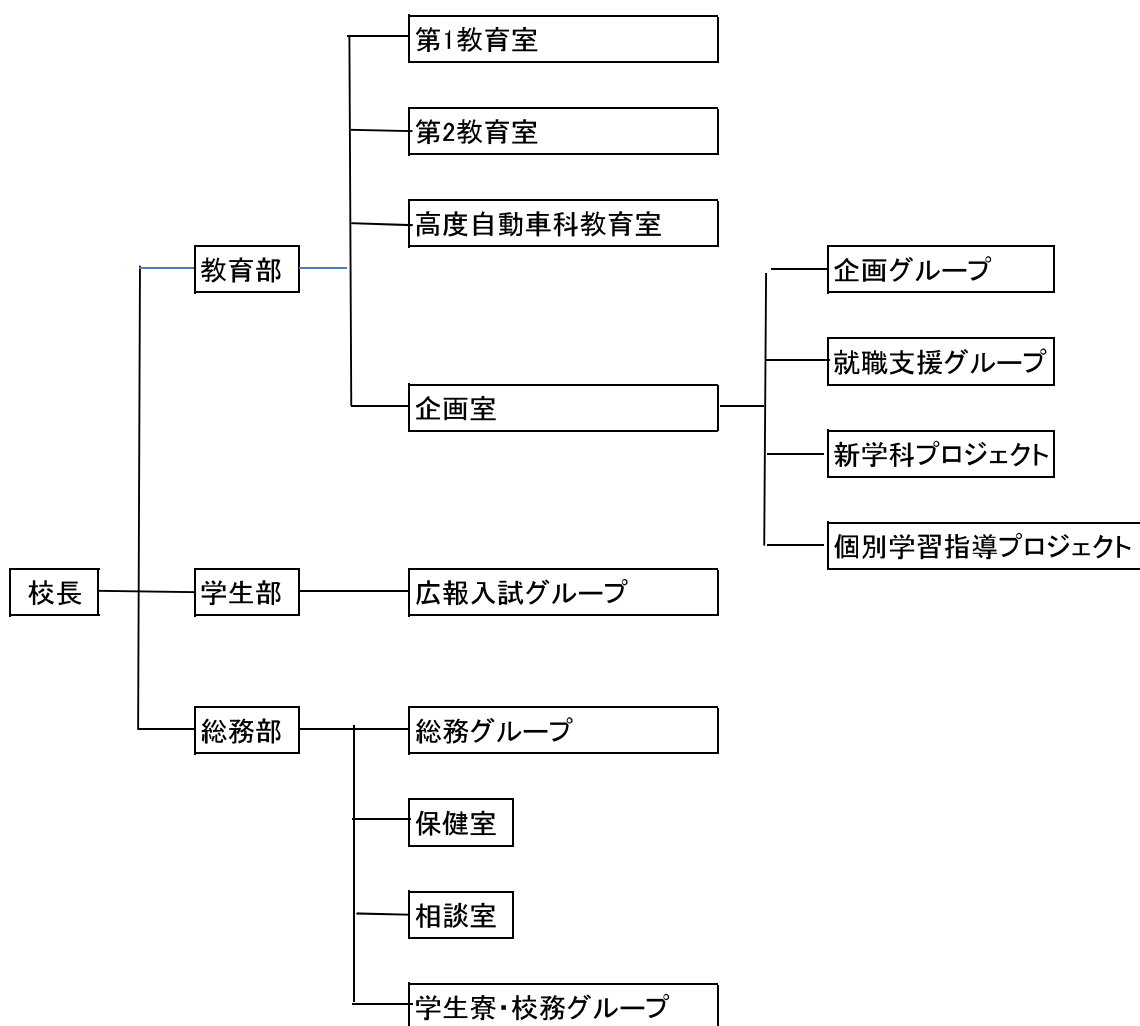 第1教育室
第2教育室
高度自動車科教育室
教育部
企画グループ
就職支援グループ
企画室
新学科プロジェクト
個別学習指導プロジェクト
校長
学生部
広報入試グループ
総務部
総務グループ
保健室
相談室
学生寮・校務グループ